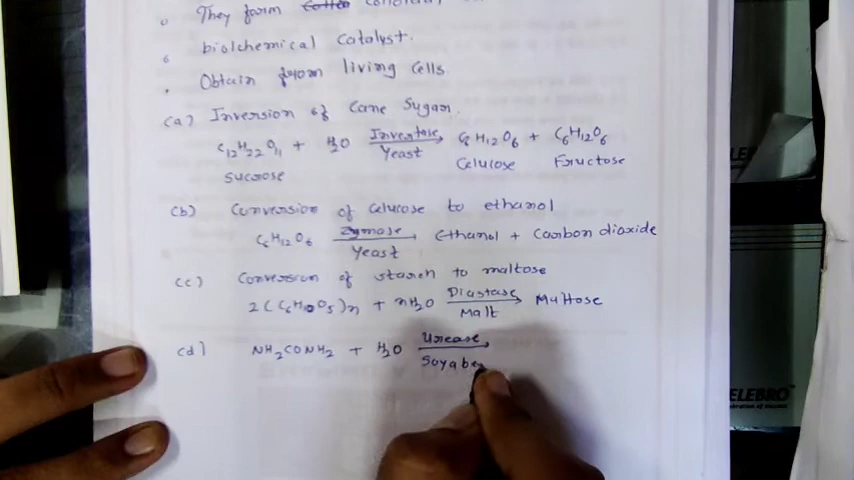 They form
biolchemical catalyst.
Obtain from living cells
(a) Inversion of Cane Sugar.
C12H22O11 + H2O Invertase Yeast C6H12O6 + C6H12O6
Sucrose Glucose Fructose
(b) Conversion of Glucose to ethanol
C6H12O6 Zymase Yeast Ethanol + Carbon dioxide
(c) Conversion of starch to maltose
2(C6H10O5)n + nH2O Diastase Malt Maltose
(d) NH2CONH2 + H2O Urease Soyabe
ELEBRO